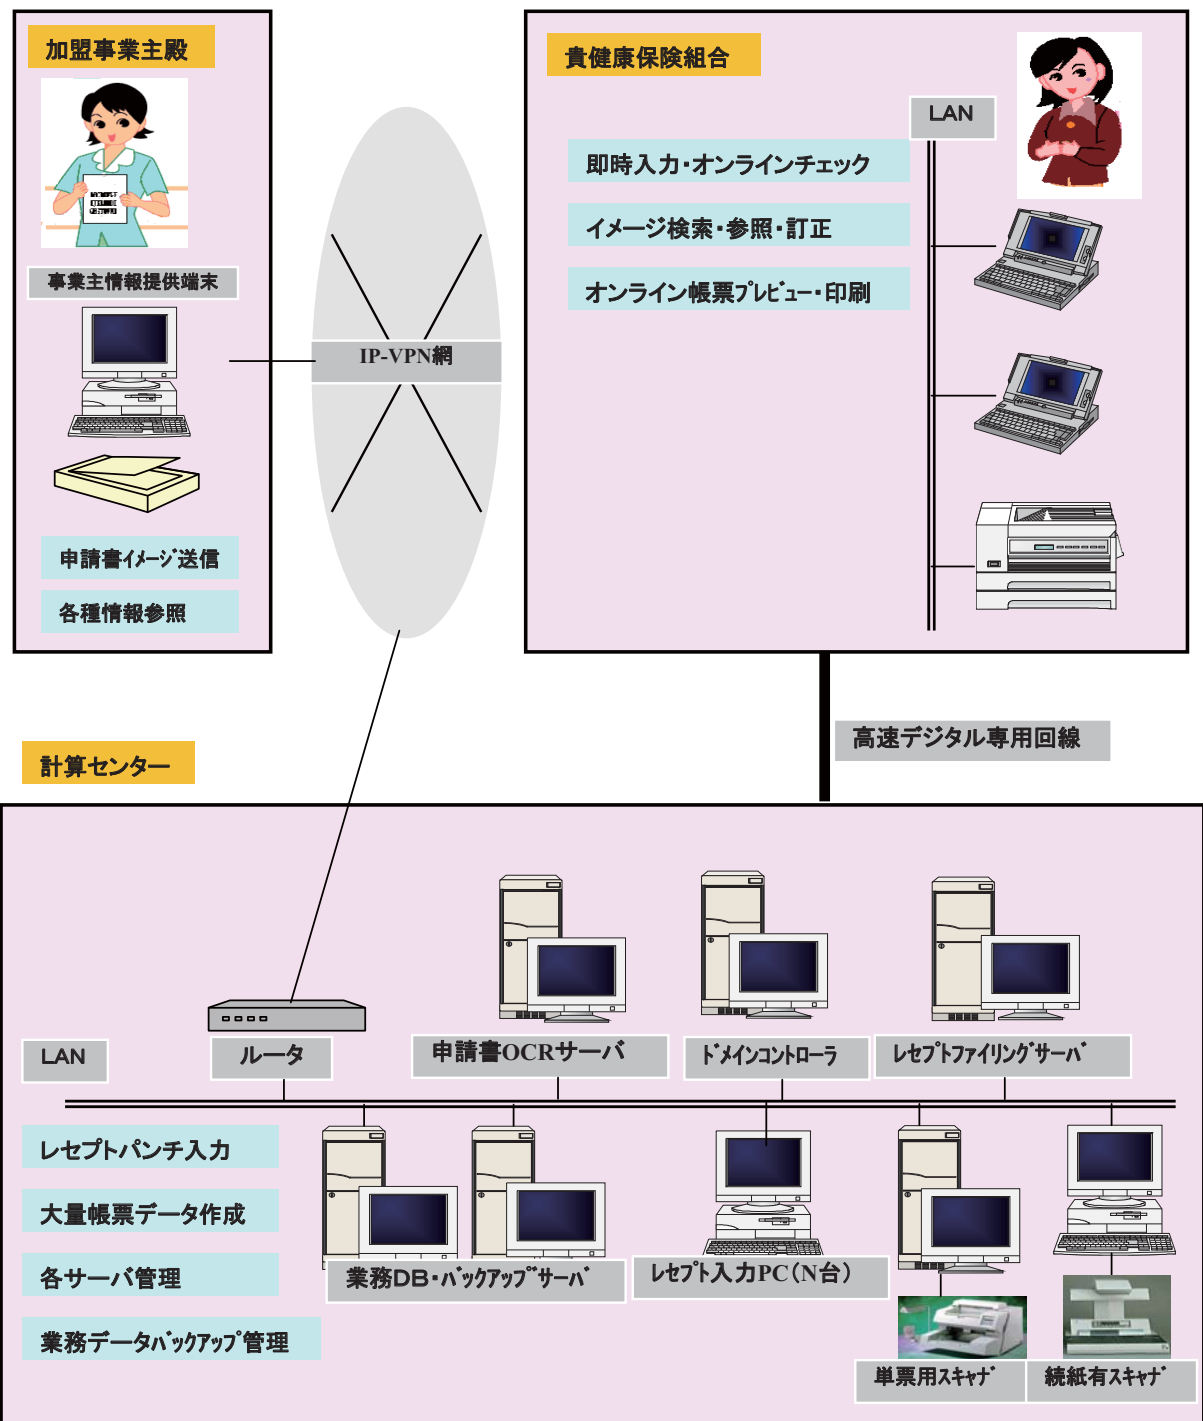 加盟事業主殿
事業主情報提供端末
申請書ｲﾒｰｼﾞ送信
各種情報参照
IP-VPN網
貴健康保険組合
LAN
即時入力・オンラインチェック
イメージ検索・参照・訂正
オンライン帳票ﾌﾟﾚﾋﾞｭｰ・印刷
高速デジタル専用回線
計算センター
LAN
ルータ
申請書OCRサーバ
ﾄﾞﾒｲﾝｺﾝﾄﾛｰﾗ
ﾚｾﾌﾟﾄﾌｧｲﾘﾝｸﾞｻｰﾊﾞ
レセプトパンチ入力
大量帳票データ作成
各サーバ管理
業務データﾊﾞｯｸｱｯﾌﾟ管理
業務DB・ﾊﾞｯｸｱｯﾌﾟｻｰﾊﾞ
ﾚｾﾌﾟﾄ入力PC（N台）
単票用ｽｷｬﾅﾞ
続紙有ｽｷｬﾅﾞ